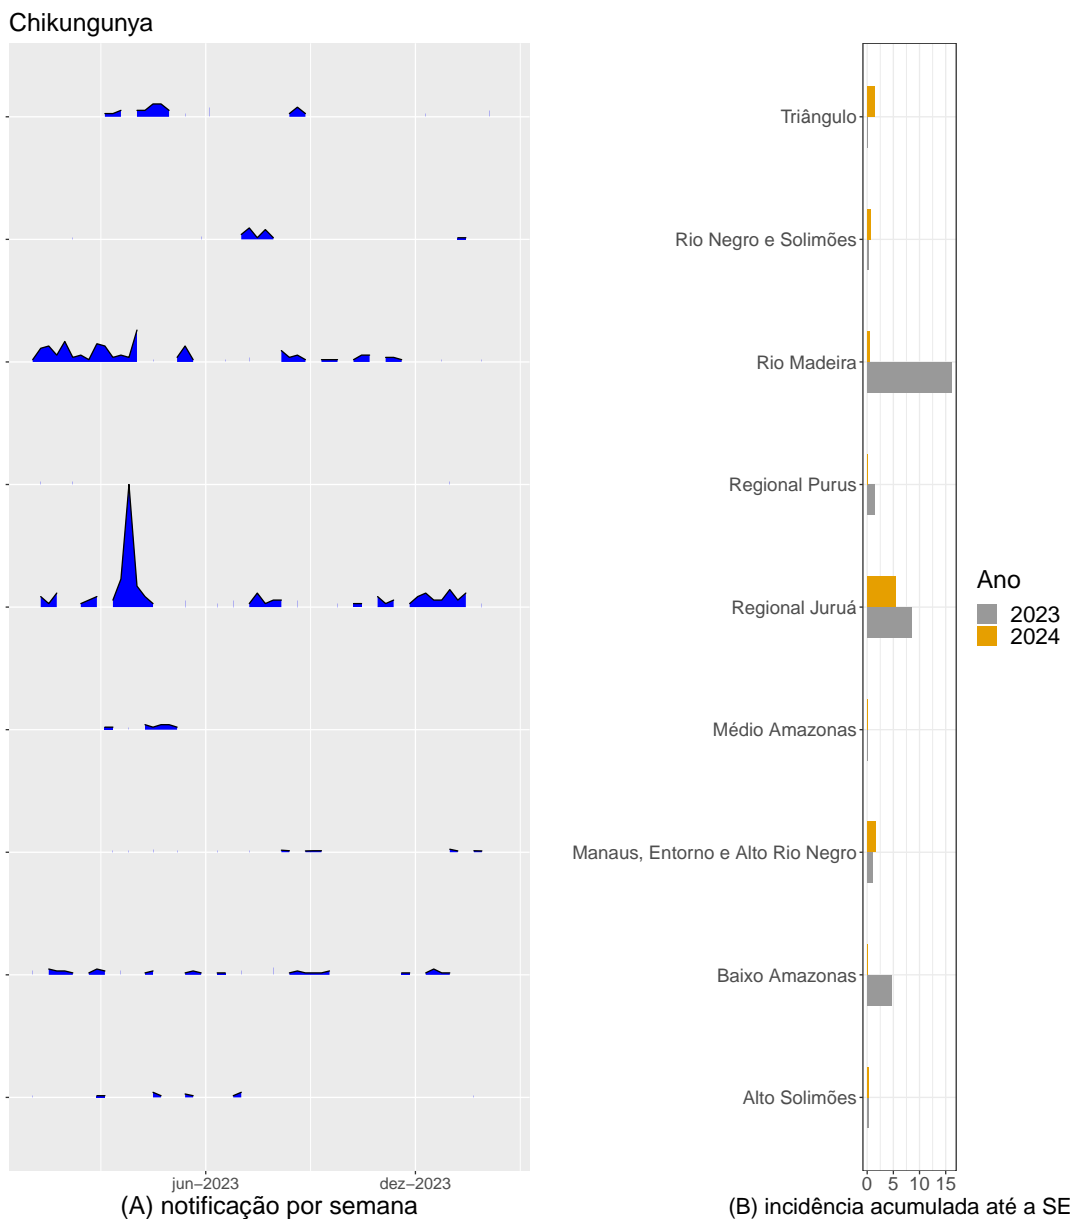 Chikungunya
Triângulo
Rio Negro e Solimões
Rio Madeira
Regional Purus
Regional Juruá
Médio Amazonas
Manaus, Entorno e Alto Rio Negro
Baixo Amazonas
Alto Solimões
Ano
2023
2024
jun−2023
dez−2023
0 5 10 15
(A) notificação por semana
(B) incidência acumulada até a SE